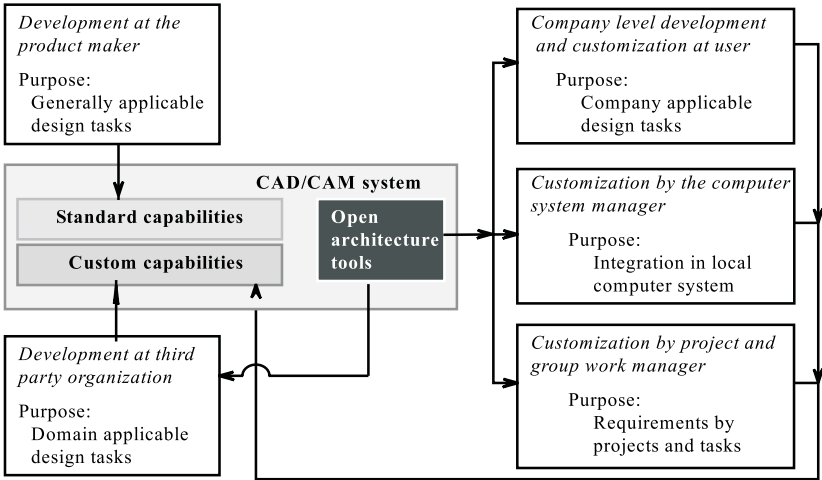 Development at the
product maker
Purpose:
Generally applicable
design tasks
CAD/CAM system
Standard capabilities
Custom capabilities
Open
architecture
tools
Development at third
party organization
Purpose:
Domain applicable
design tasks
Company level development
and customization at user
Purpose:
Company applicable
design tasks
Customization by the computer
system manager
Purpose:
Integration in local
computer system
Customization by project and
group work manager
Purpose:
Requirements by
projects and tasks